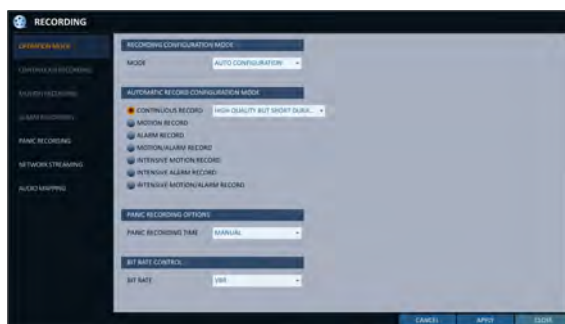 RECORDING
OPERATION MODE
CONTINUOUS RECORDING
MOTION RECORDING
ALARM RECORDING
PANIC RECORDING
NETWORK STREAMING
AUDIO MAPPING
RECORDING CONFIGURATION MODE
MODE AUTO CONFIGURATION
AUTOMATIC RECORD CONFIGURATION MODE
CONTINUOUS RECORD HIGH QUALITY BUT SHORT DURA...
MOTION RECORD
ALARM RECORD
MOTION/ALARM RECORD
INTENSIVE MOTION RECORD
INTENSIVE ALARM RECORD
INTENSIVE MOTION/ALARM RECORD
PANIC RECORDING OPTIONS
PANIC RECORDING TIME MANUAL
BIT RATE CONTROL
BIT RATE VBR
CANCEL APPLY CLOSE